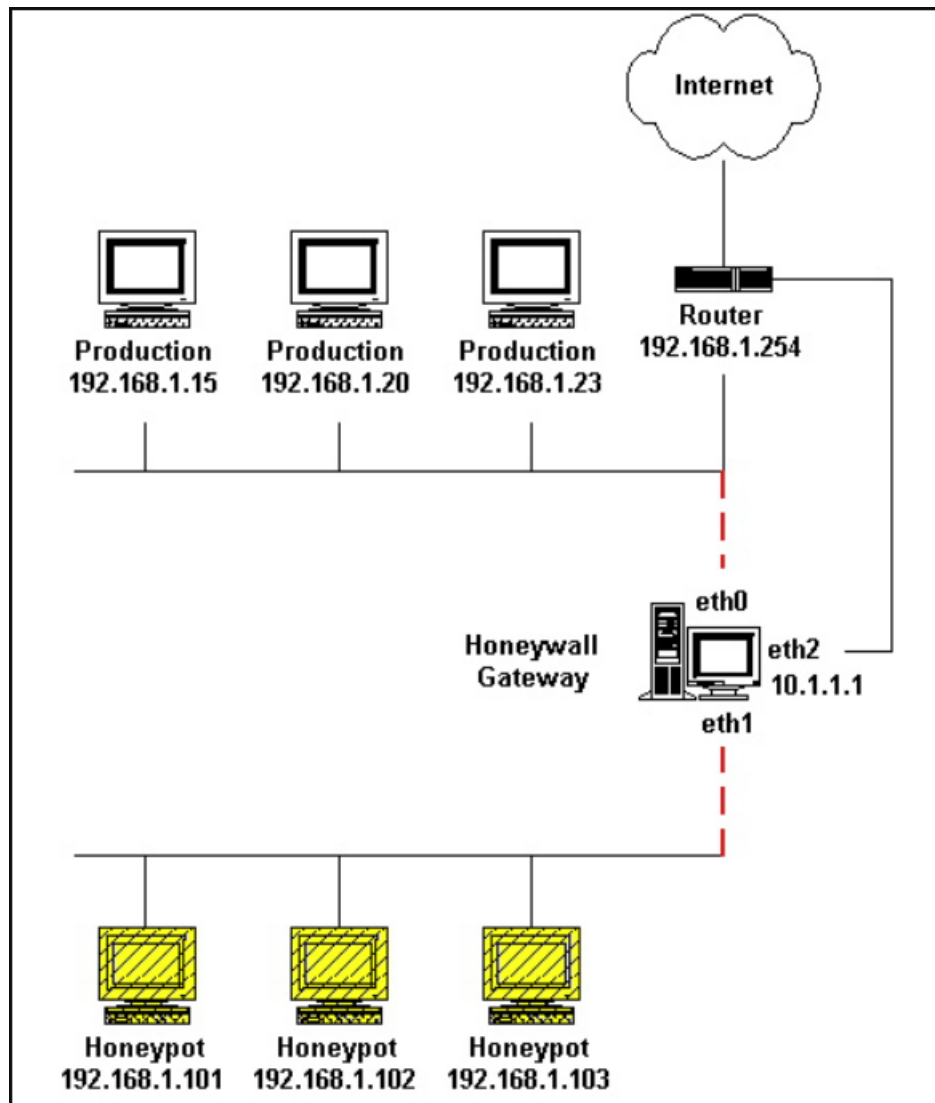 Internet
Production
192.168.1.15
Production
192.168.1.20
Production
192.168.1.23
Router
192.168.1.254
Honeywall
Gateway
eth0
eth2
10.1.1.1
eth1
Honeypot
192.168.1.101
Honeypot
192.168.1.102
Honeypot
192.168.1.103